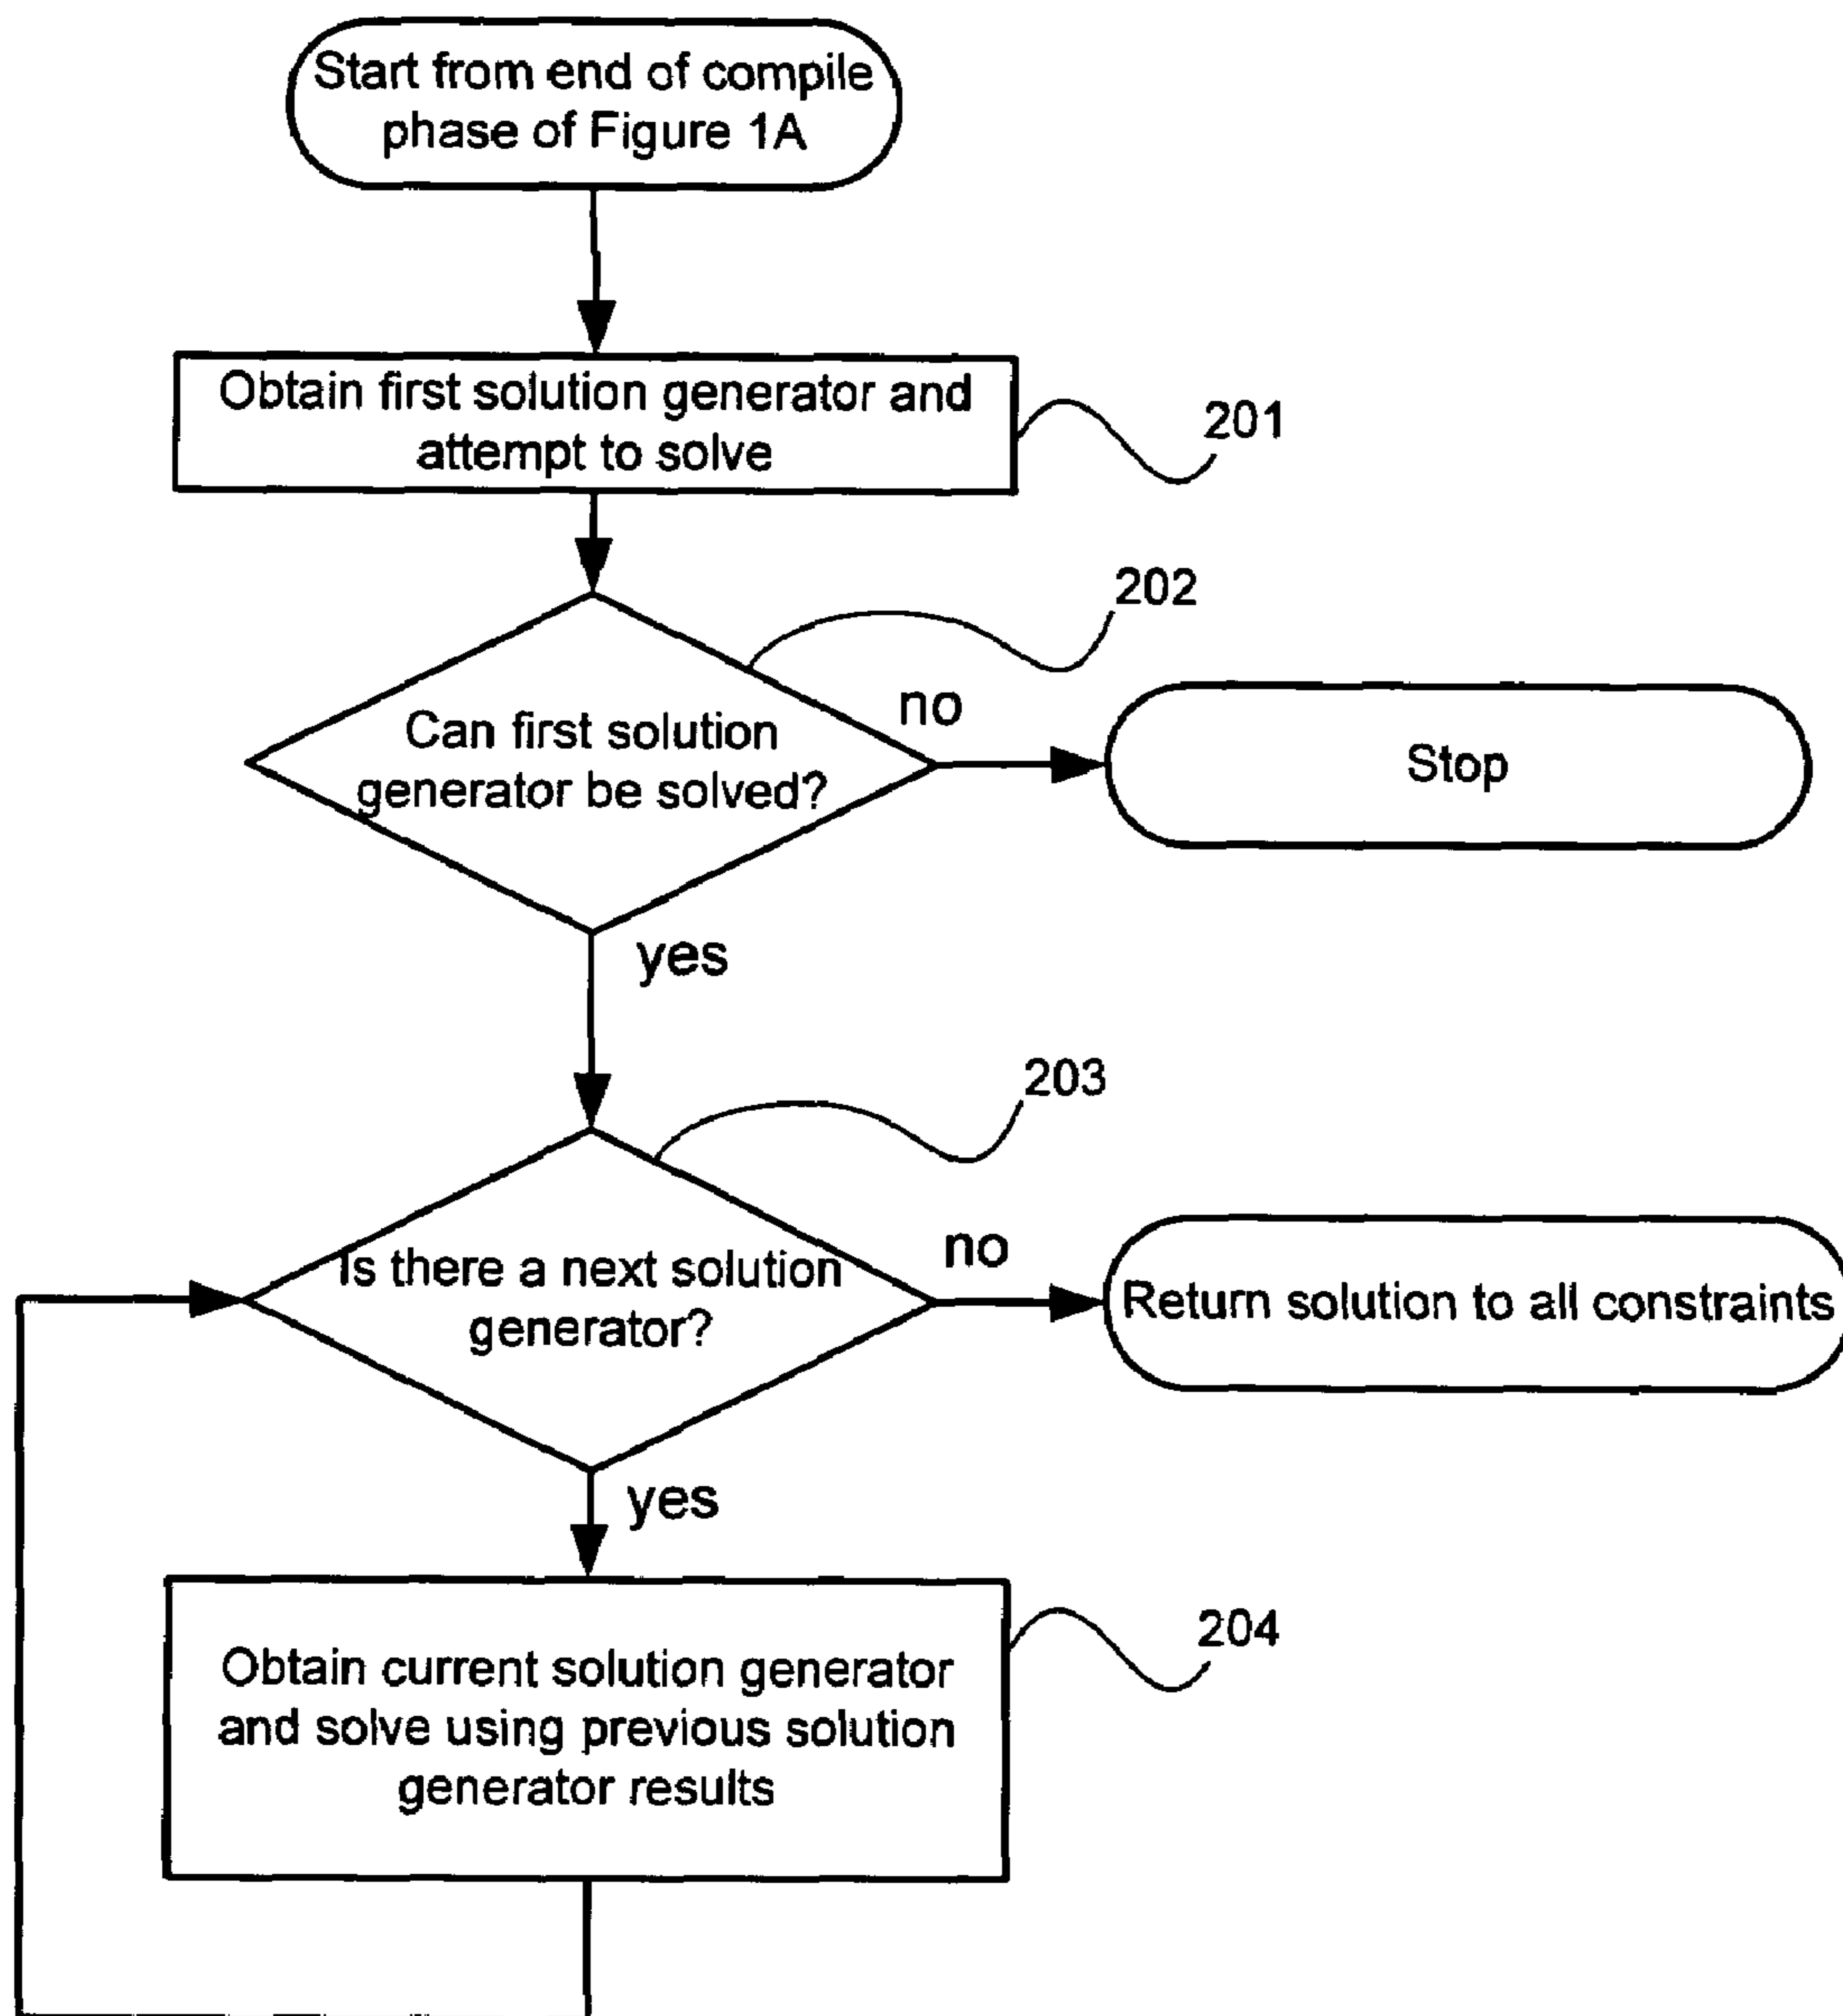 Start from end of compile
phase of Figure 1A
Obtain first solution generator and
attempt to solve
201
202
Can first solution
generator be solved?
no
Stop
yes
203
Is there a next solution
generator?
no
Return solution to all constraints
yes
204
Obtain current solution generator
and solve using previous solution
generator results